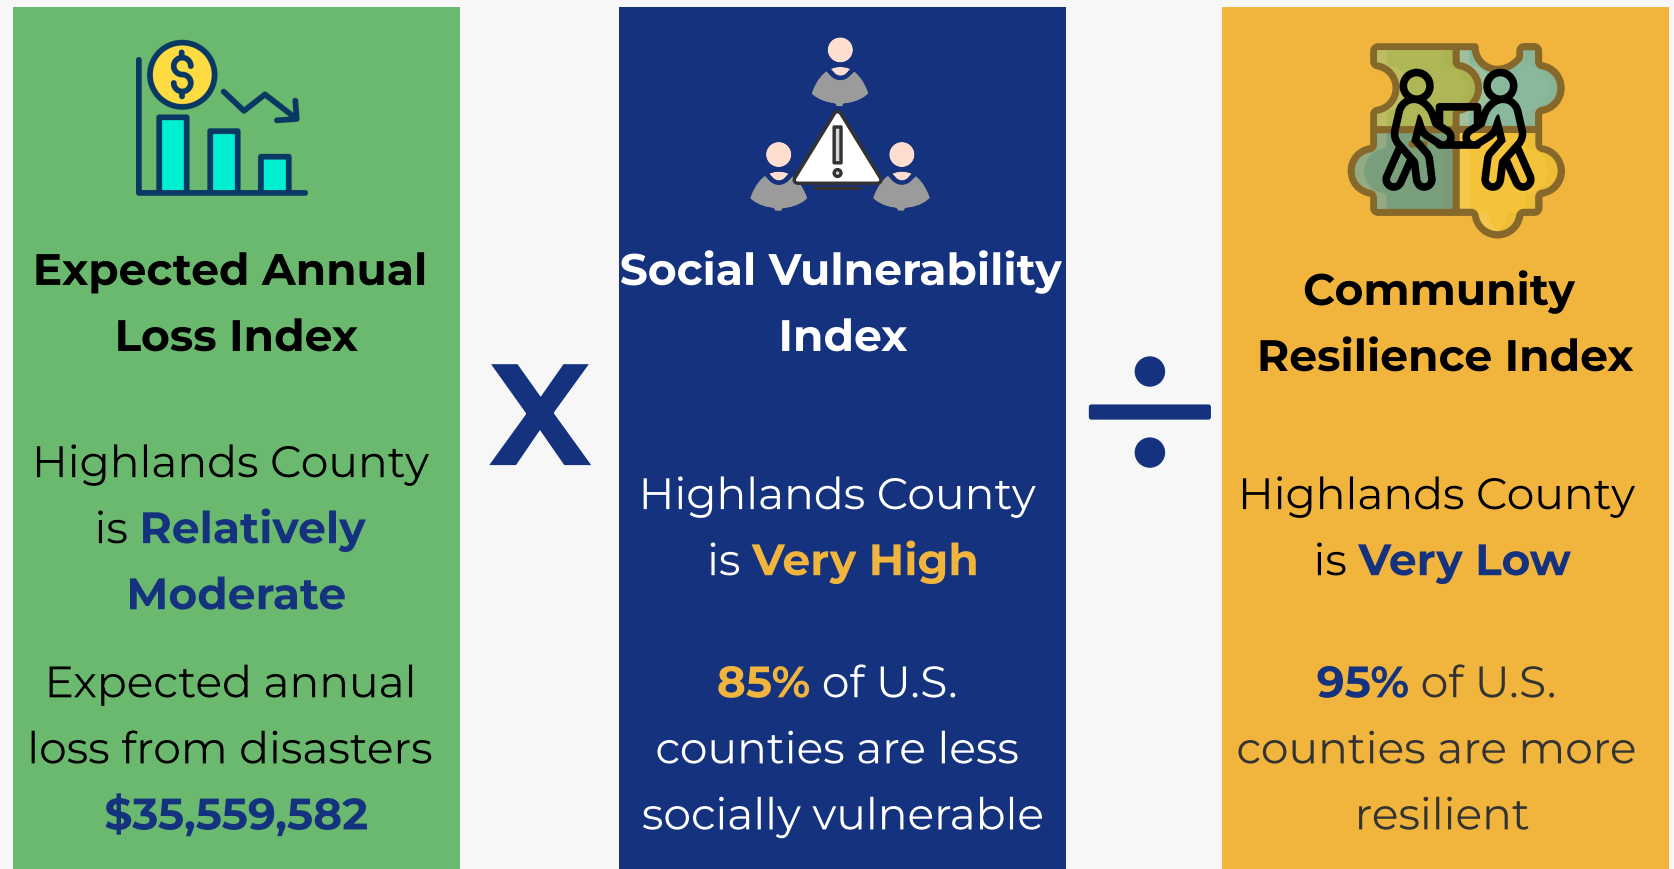 $
Expected Annual
Loss Index
Highlands County
is Relatively
Moderate
Expected annual
loss from disasters
$35,559,582
x
!
Social Vulnerability
Index
Highlands County
is Very High
85% of U.S.
counties are less
socially vulnerable
÷
Community
Resilience Index
Highlands County
is Very Low
95% of U.S.
counties are more
resilient